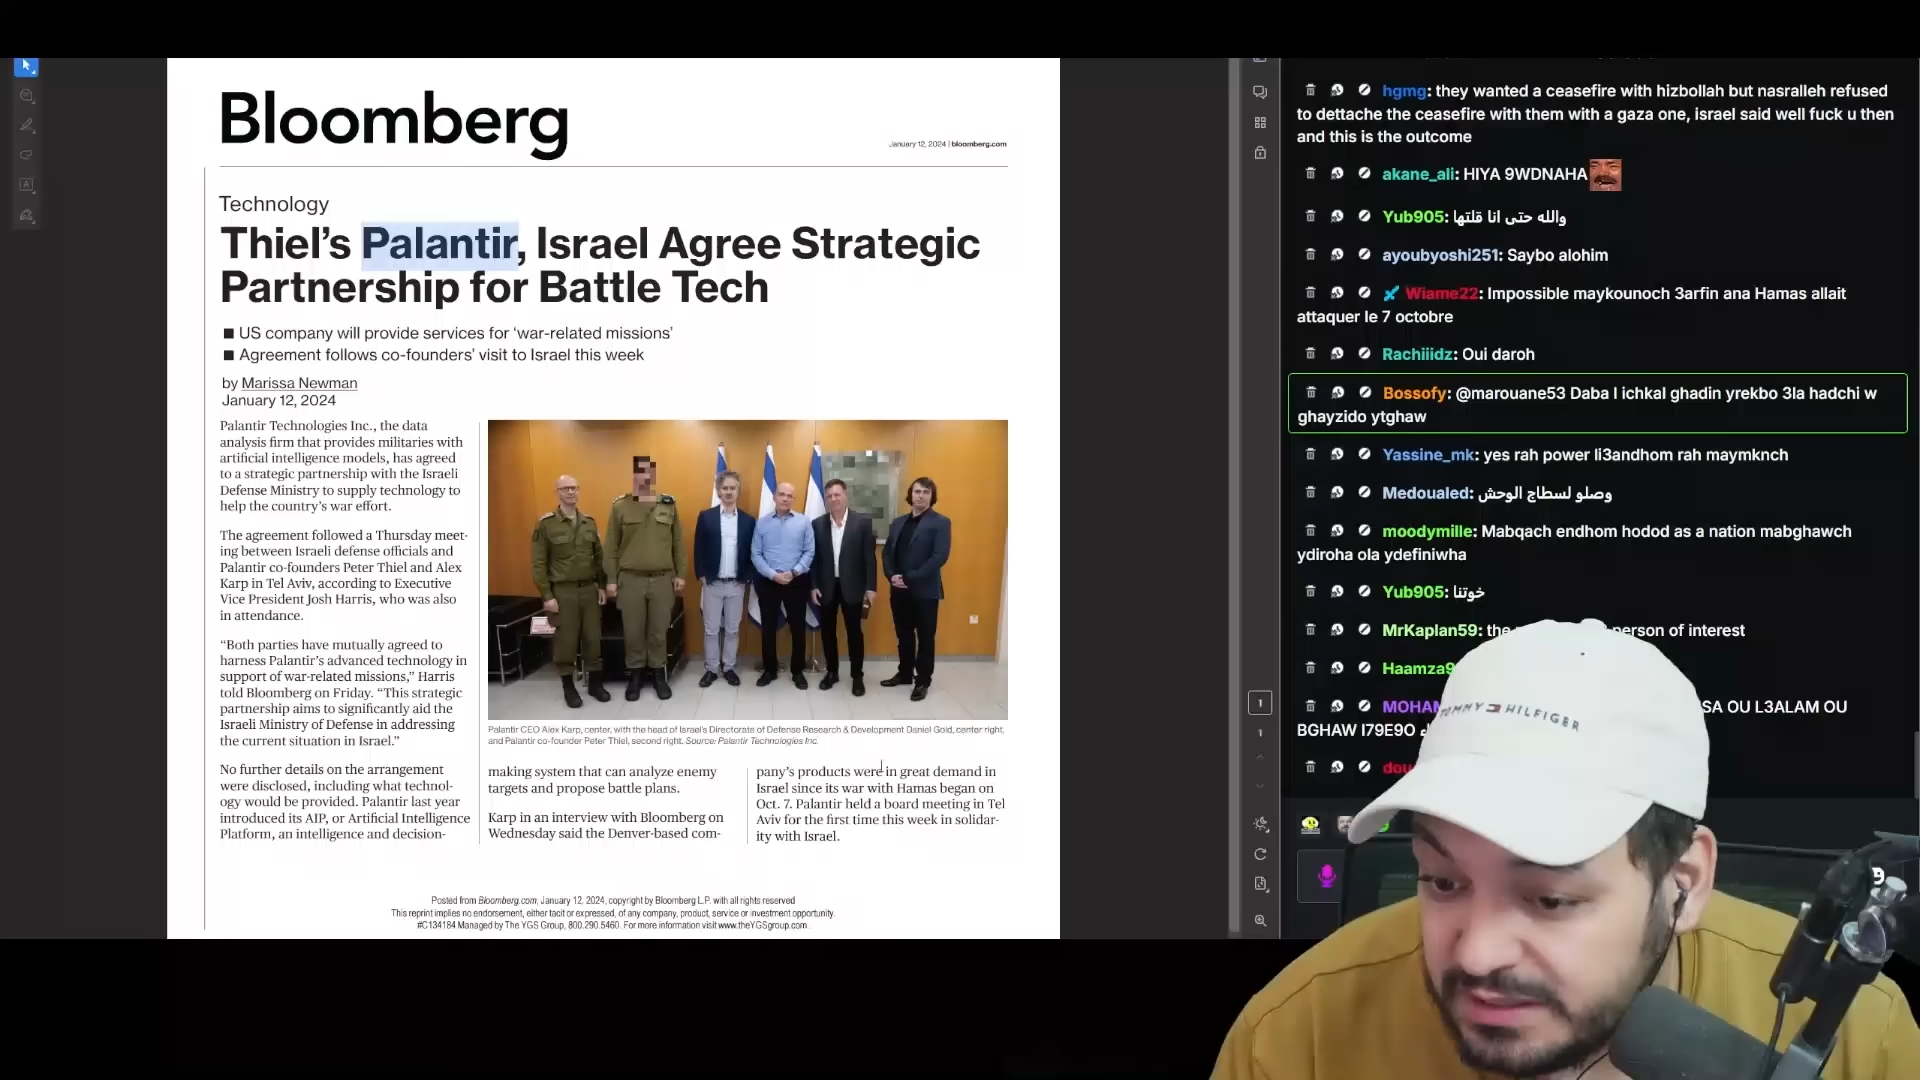 Bloomberg
January 12, 2024 | bloomberg.com
Technology
Thiel's Palantir, Israel Agree Strategic
Partnership for Battle Tech
■ US company will provide services for 'war-related missions'
■ Agreement follows co-founders' visit to Israel this week
by Marissa Newman
January 12, 2024
Palantir Technologies Inc., the data
analysis firm that provides militaries with
artificial intelligence models, has agreed
to a strategic partnership with the Israeli
Defense Ministry to supply technology to
help the country's war effort.
The agreement followed a Thursday meet-
ing between Israeli defense officials and
Palantir co-founders Peter Thiel and Alex
Karp in Tel Aviv, according to Executive
Vice President Josh Harris, who was also
in attendance.
“Both parties have mutually agreed to
harness Palantir's advanced technology in
support of war-related missions,” Harris
told Bloomberg on Friday. “This strategic
partnership aims to significantly aid the
Israeli Ministry of Defense in addressing
the current situation in Israel.”
No further details on the arrangement
were disclosed, including what technol-
ogy would be provided. Palantir last year
introduced its AIP, or Artificial Intelligence
Platform, an intelligence and decision-
Palantir CEO Alex Karp, center, with the head of Israel's Directorate of Defense Research & Development Daniel Gold, center right,
and Palantir co-founder Peter Thiel, second right. Source: Palantir Technologies Inc.
making system that can analyze enemy
targets and propose battle plans.
Karp in an interview with Bloomberg on
Wednesday said the Denver-based com-
pany's products were in great demand in
Israel since its war with Hamas began on
Oct. 7. Palantir held a board meeting in Tel
Aviv for the first time this week in solidar-
ity with Israel.
Posted from Bloomberg.com, January 12, 2024, copyright by Bloomberg L.P. with all rights reserved
This reprint implies no endorsement, either tacit or expressed, of any company, product, service or investment opportunity.
#C134184 Managed by The YGS Group, 800.290.5460. For more information visit www.theYGSgroup.com.
1
1
hgmg: they wanted a ceasefire with hizbollah but nasralleh refused
to dettache the ceasefire with them with a gaza one, israel said well fuck u then
and this is the outcome
akane_ali: HIYA 9WDNAHA
Yub905: والله حتى انا قلتها
ayoubyoshi251: Saybo alohim
Wiame22: Impossible maykounoch 3arfin ana Hamas allait
attaquer le 7 octobre
Rachiiidz: Oui daroh
Bossofy: @marouane53 Daba l ichkal ghadin yrekbo 3la hadchi w
ghayzido ytghaw
Yassine_mk: yes rah power li3andhom rah maymknch
Medoualed: وصلو لسطاج الوحش
moodymille: Mabqach endhom hodod as a nation mabghawch
ydiroha ola ydefiniwha
Yub905: خوتنا
MrKaplan59: the person of interest
Haamza9
MOHAM SA OU L3ALAM OU
BGHAW I79E9O
dou
TOMMY HILFIGER